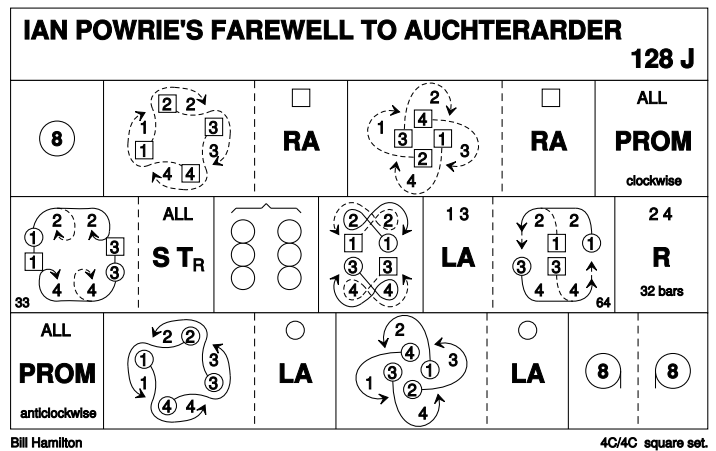 IAN POWRIE'S FAREWELL TO AUCHTERARDER
128 J
8
2 2 1 1 3 3 4 4
RA
2 1 4 3 1 2 3 4
RA
ALL
PROM
clockwise
2 2 1 1 3 3 4 4
33
ALL
S TR
2 2 1 1 3 3 4 4
1 3
LA
2 2 1 1 3 3 4 4
64
2 4
R
32 bars
ALL
PROM
anticlockwise
2 2 1 1 3 3 4 4
LA
2 4 1 3 1 3 2 4
LA
8
8
Bill Hamilton
4C/4C square set.